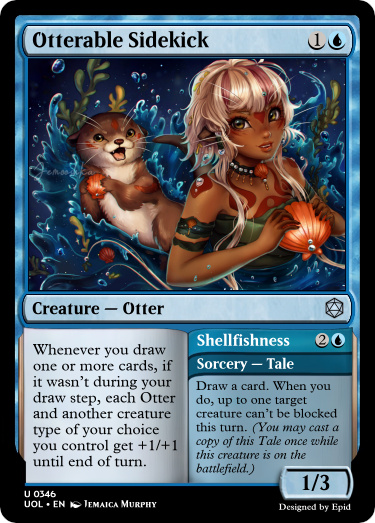 Otterable Sidekick
1 U
Creature — Otter
Whenever you draw
one or more cards, if
it wasn't during your
draw step, each Otter
and another creature
type of your choice
you control get +1/+1
until end of turn.
Shellfishness
2
Sorcery — Tale
Draw a card. When you
do, up to one target
creature can't be blocked
this turn. (You may cast a
copy of this Tale once while
this creature is on the
battlefield.)
1/3
U 0346
UOL • EN Jemaica Murphy
Designed by Epid